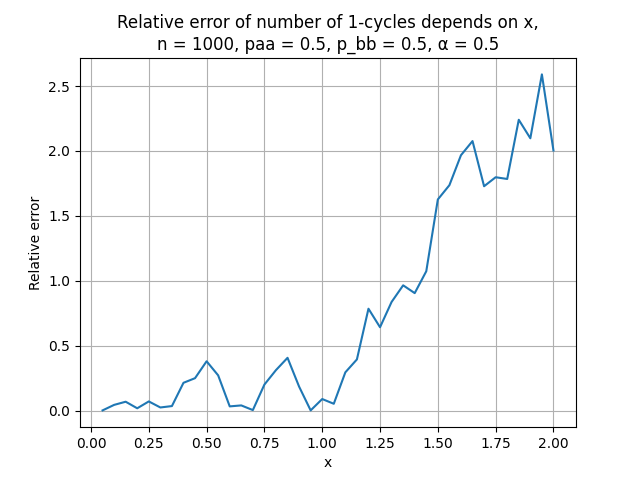 Relative error of number of 1-cycles depends on x,
n = 1000, paa = 0.5, p_bb = 0.5, α = 0.5
2.5
2.0
1.5
1.0
0.5
0.0
Relative error
0.00 0.25 0.50 0.75 1.00 1.25 1.50 1.75 2.00
x